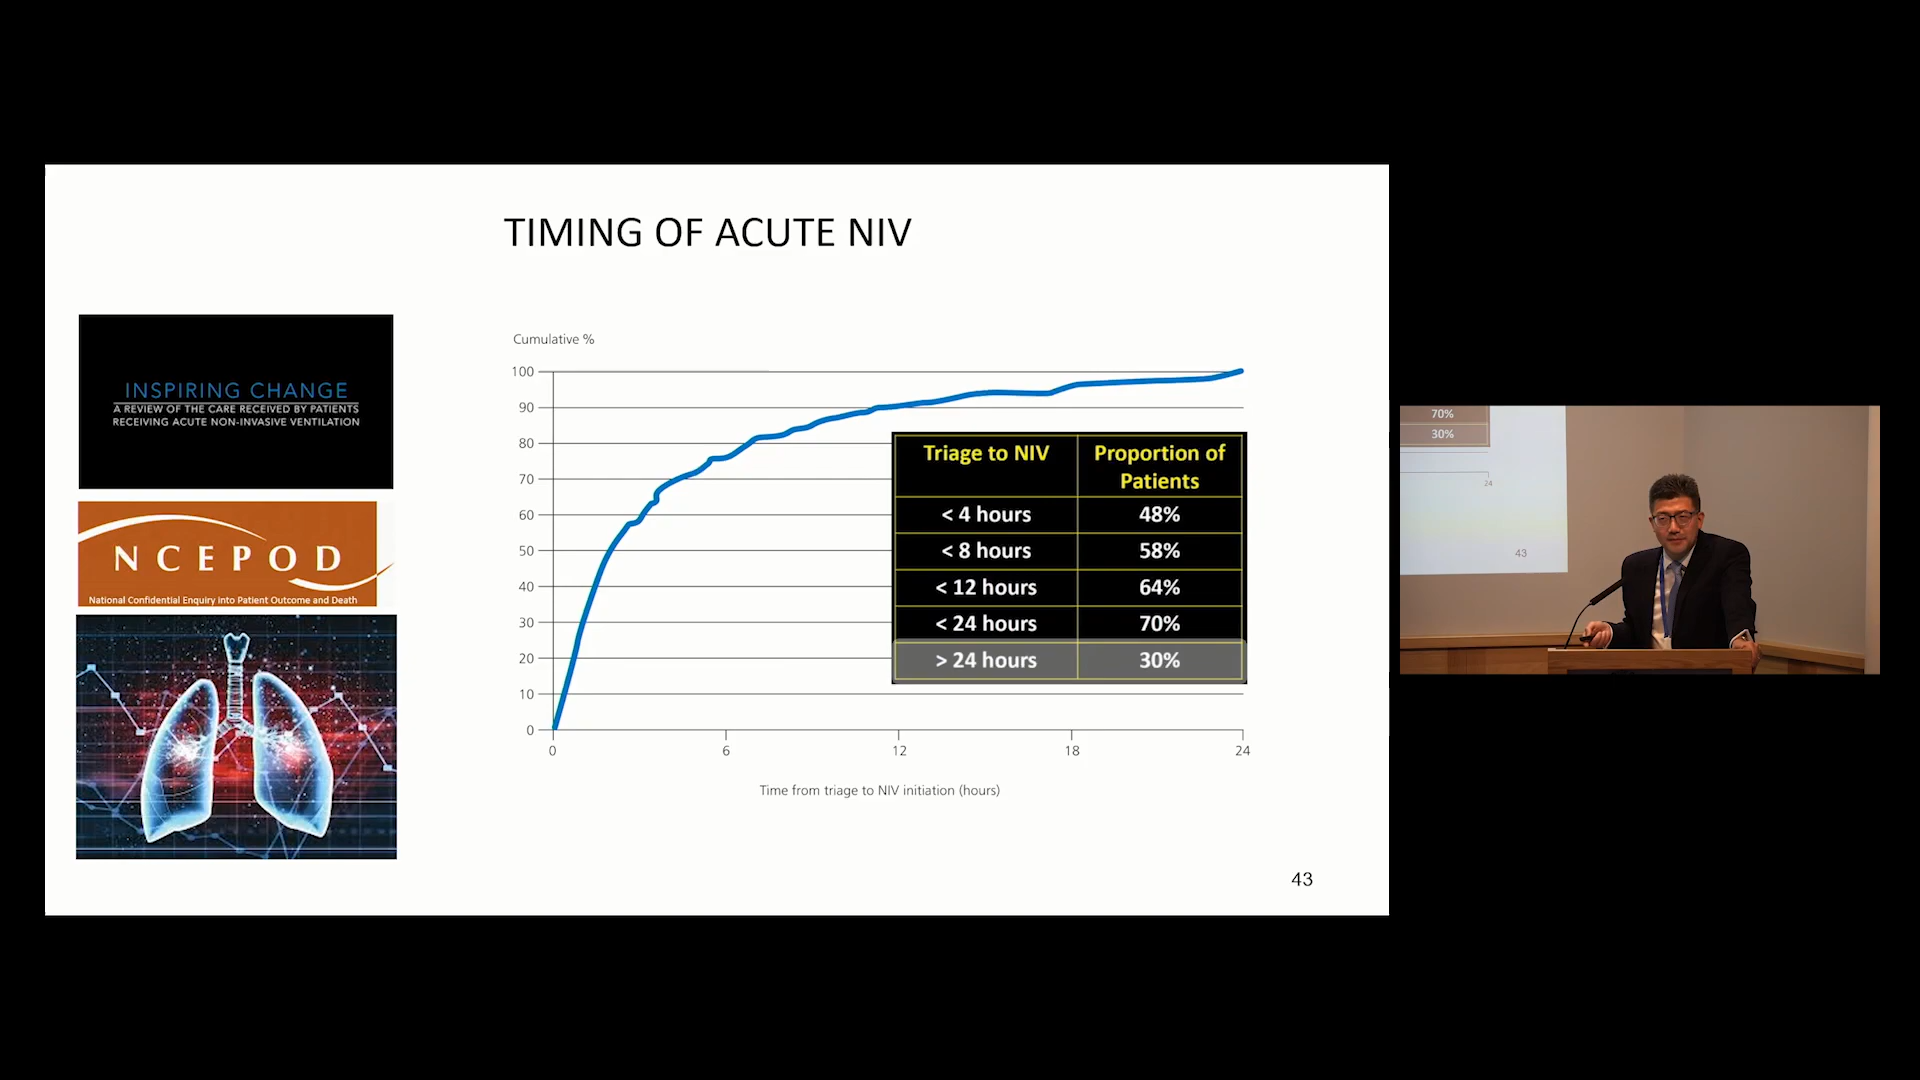 TIMING OF ACUTE NIV
INSPIRING CHANGE
A REVIEW OF THE CARE RECEIVED BY PATIENTS
RECEIVING ACUTE NON-INVASIVE VENTILATION
NCEPOD
National Confidential Enquiry into Patient Outcome and Death
Cumulative %
100
90
80
70
60
50
40
30
20
10
0
0 6 12 18 24
Time from triage to NIV initiation (hours)
Triage to NIV Proportion of
Patients
< 4 hours 48%
< 8 hours 58%
< 12 hours 64%
< 24 hours 70%
> 24 hours 30%
43
70%
30%
24
43